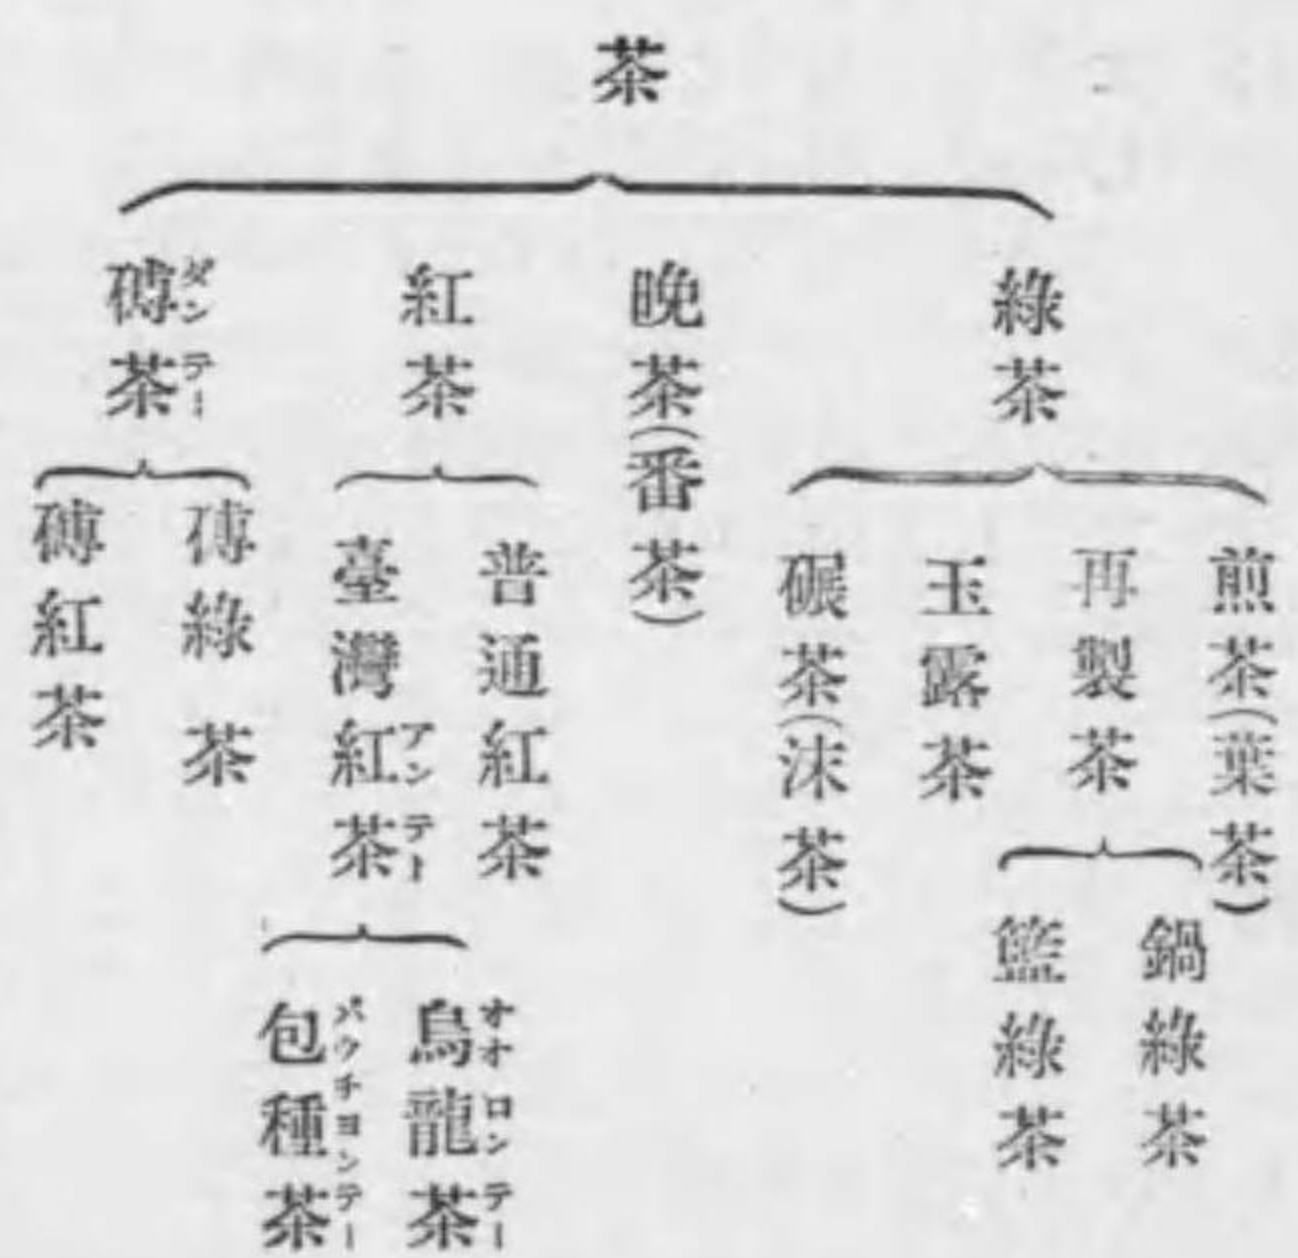 茶
綠茶
煎茶(葉茶)
再製茶
鍋綠茶
籃綠茶
玉露茶
碾茶(沫茶)
晩茶(番茶)
紅茶
普通紅茶
臺灣紅茶
アンテー
烏龍茶
オオロンテー
包種茶
パウチヨンテー
磚茶
ダンテー
磚綠茶
磚紅茶